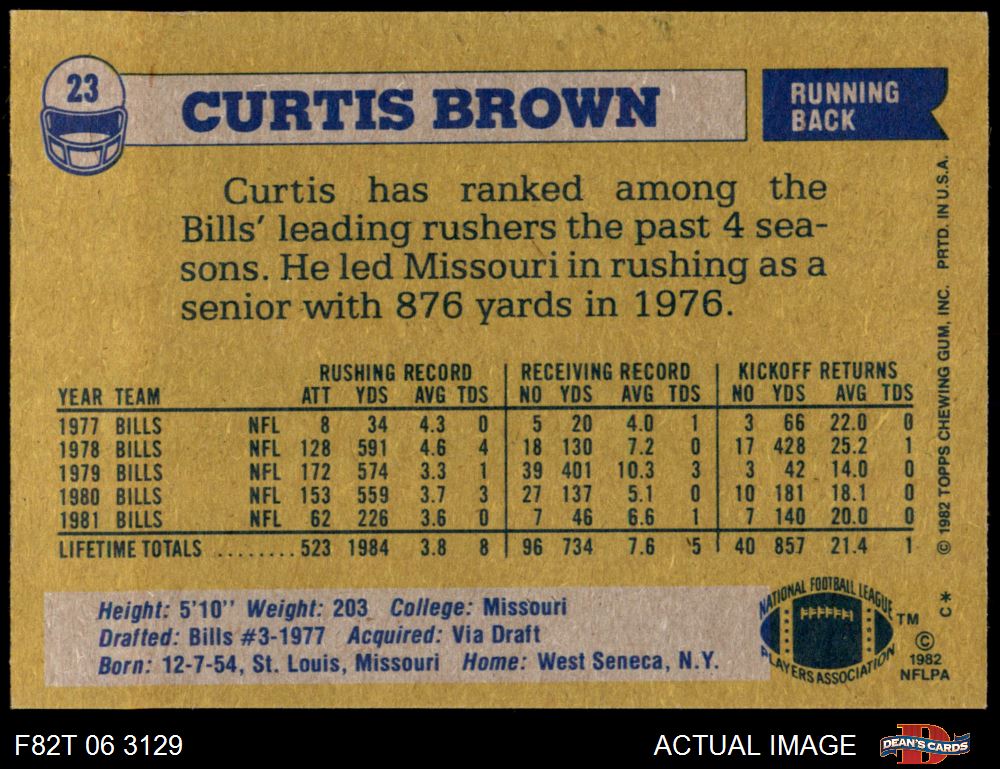 23
CURTIS BROWN
RUNNING
BACK
Curtis has ranked among the
Bills' leading rushers the past 4 sea-
sons. He led Missouri in rushing as a
senior with 876 yards in 1976.
RUSHING RECORD RECEIVING RECORD KICKOFF RETURNS
YEAR TEAM ATT YDS AVG TDS NO YDS AVG TDS NO YDS AVG TDS
1977 BILLS NFL 8 34 4.3 0 5 20 4.0 1 3 66 22.0 0
1978 BILLS NFL 128 591 4.6 4 18 130 7.2 0 17 428 25.2 1
1979 BILLS NFL 172 574 3.3 1 39 401 10.3 3 3 42 14.0 0
1980 BILLS NFL 153 559 3.7 3 27 137 5.1 0 10 181 18.1 0
1981 BILLS NFL 62 226 3.6 0 7 46 6.6 1 7 140 20.0 0
LIFETIME TOTALS ........ 523 1984 3.8 8 96 734 7.6 5 40 857 21.4 1
Height: 5'10" Weight: 203 College: Missouri
Drafted: Bills #3-1977 Acquired: Via Draft
Born: 12-7-54, St. Louis, Missouri Home: West Seneca, N.Y.
NATIONAL FOOTBALL LEAGUE
PLAYERS ASSOCIATION
TM
©
1982
NFLPA
© 1982 TOPPS CHEWING GUM, INC. PRTD. IN U.S.A.
C*
F82T 06 3129
ACTUAL IMAGE
DEAN'S CARDS